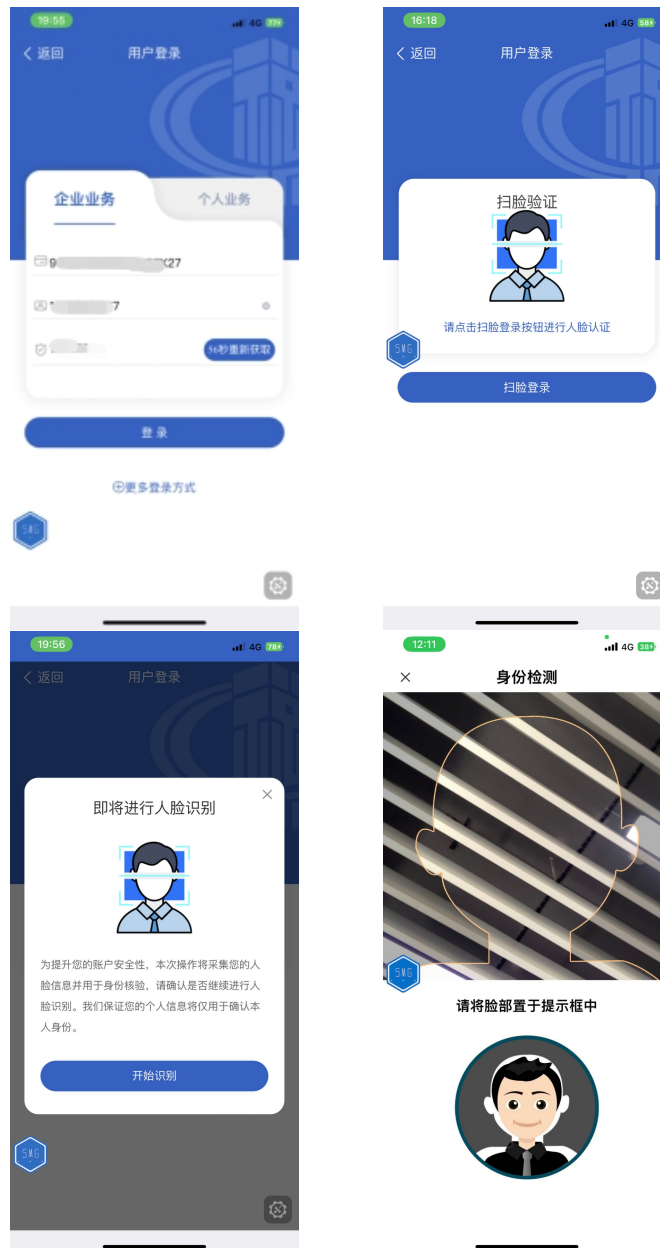 19:55
4G
返回
用户登录
企业业务
个人业务
9
27
7
56秒重新获取
登录
更多登录方式
16:18
4G 58
返回
用户登录
扫脸验证
请点击扫脸登录按钮进行人脸认证
扫脸登录
19:56
4G 78
返回
用户登录
即将进行人脸识别
为提升您的账户安全性，本次操作将采集您的人
脸信息并用于身份核验，请确认是否继续进行人
脸识别。我们保证您的个人信息将仅用于确认本
人身份。
开始识别
12:11
4G 38
身份检测
请将脸部置于提示框中